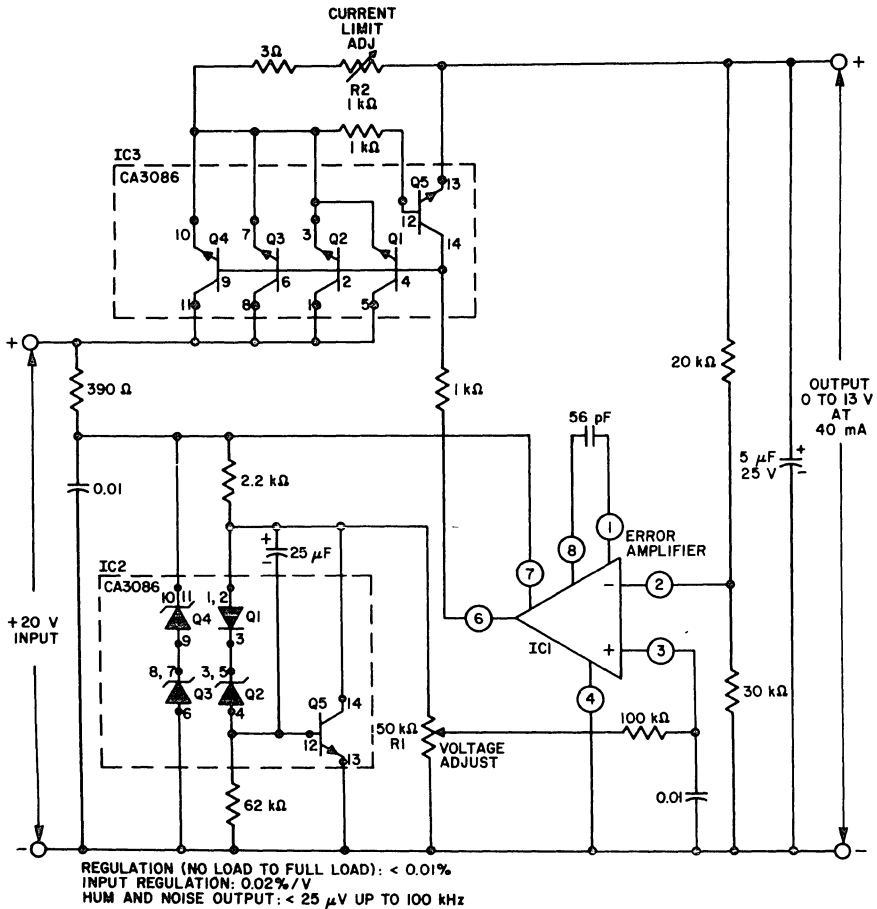 CURRENT
LIMIT
ADJ
3Ω
R2
1 kΩ
1 kΩ
IC3
CA3086
Q5
13
12
14
10
Q4
7
Q3
3
Q2
Q1
9
6
2
4
11
8
1
5
+
+
390 Ω
1 kΩ
20 kΩ
OUTPUT
0 TO 13 V
AT
40 mA
56 pF
5 µF
25 V
+
-
0.01
2.2 kΩ
+
-
25 µF
1
8
7
ERROR
AMPLIFIER
2
-
6
IC1
+
3
4
IC2
CA3086
10 11
Q4
9
1, 2
Q1
3
+20 V
INPUT
8, 7
Q3
6
3, 5
Q2
4
Q5
14
12
13
50 kΩ
R1
VOLTAGE
ADJUST
100 kΩ
30 kΩ
62 kΩ
0.01
-
-
REGULATION (NO LOAD TO FULL LOAD): < 0.01%
INPUT REGULATION: 0.02%/V
HUM AND NOISE OUTPUT: < 25 µV UP TO 100 kHz